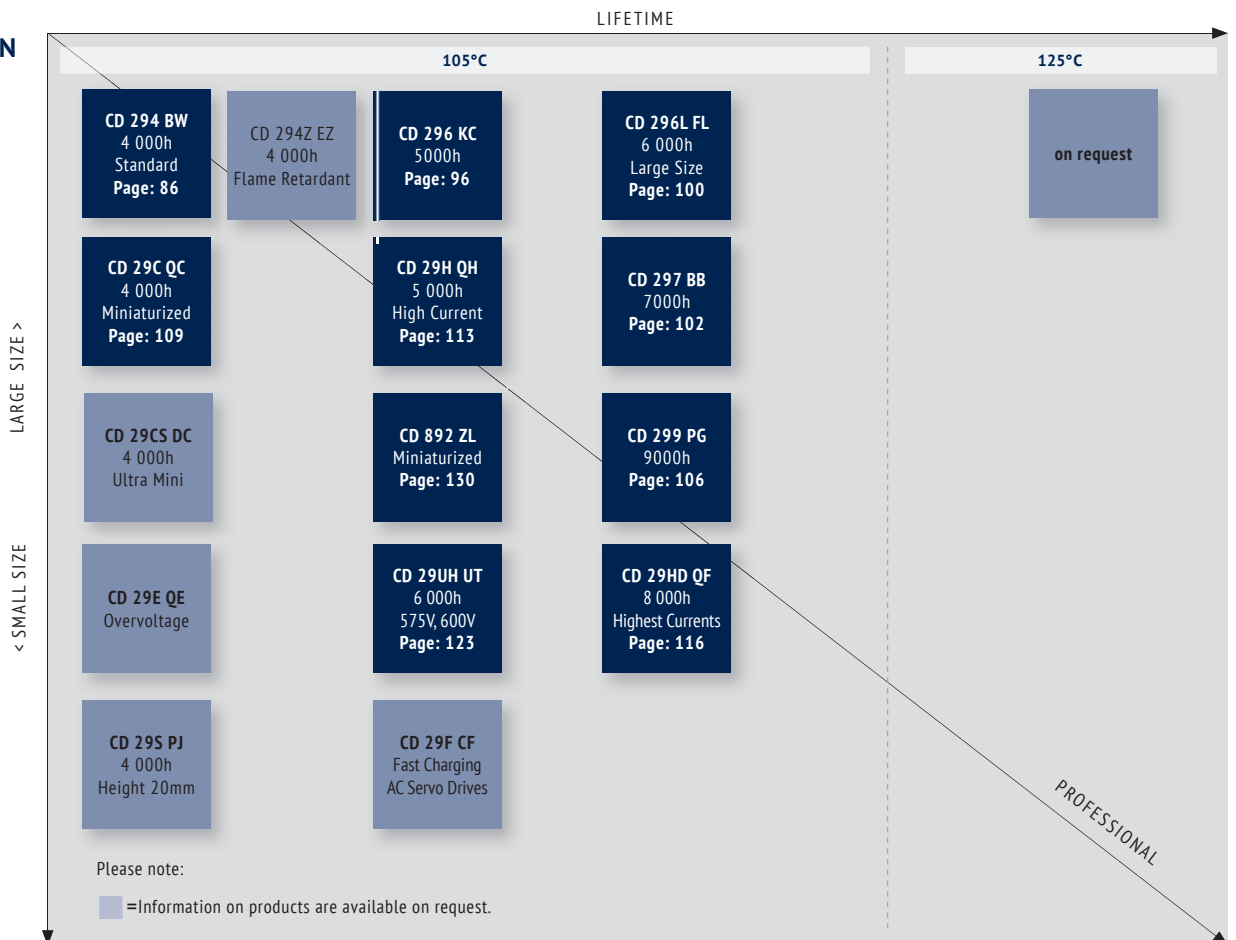 LIFETIME
N
105°C
125°C
CD 294 BW
4 000h
Standard
Page: 86
CD 294Z EZ
4 000h
Flame Retardant
CD 296 KC
5000h
Page: 96
CD 296L FL
6 000h
Large Size
Page: 100
on request
CD 29C QC
4 000h
Miniaturized
Page: 109
CD 29H QH
5 000h
High Current
Page: 113
CD 297 BB
7000h
Page: 102
LARGE SIZE >
CD 29CS DC
4 000h
Ultra Mini
CD 892 ZL
Miniaturized
Page: 130
CD 299 PG
9000h
Page: 106
< SMALL SIZE
CD 29E QE
Overvoltage
CD 29UH UT
6 000h
575V, 600V
Page: 123
CD 29HD QF
8 000h
Highest Currents
Page: 116
CD 29S PJ
4 000h
Height 20mm
CD 29F CF
Fast Charging
AC Servo Drives
PROFESSIONAL
Please note:
=Information on products are available on request.